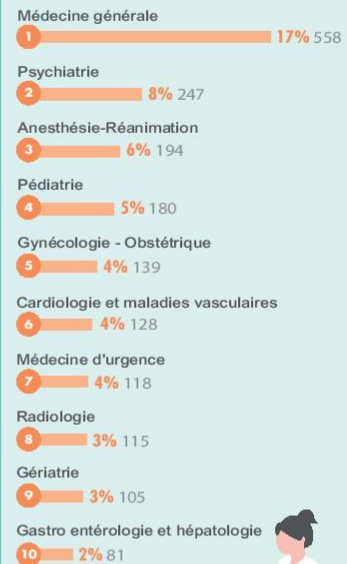 Médecine générale
1 17% 558
Psychiatrie
2 8% 247
Anesthésie-Réanimation
3 6% 194
Pédiatrie
4 5% 180
Gynécologie - Obstétrique
5 4% 139
Cardiologie et maladies vasculaires
6 4% 128
Médecine d'urgence
7 4% 118
Radiologie
8 3% 115
Gériatrie
9 3% 105
Gastro entérologie et hépatologie
10 2% 81